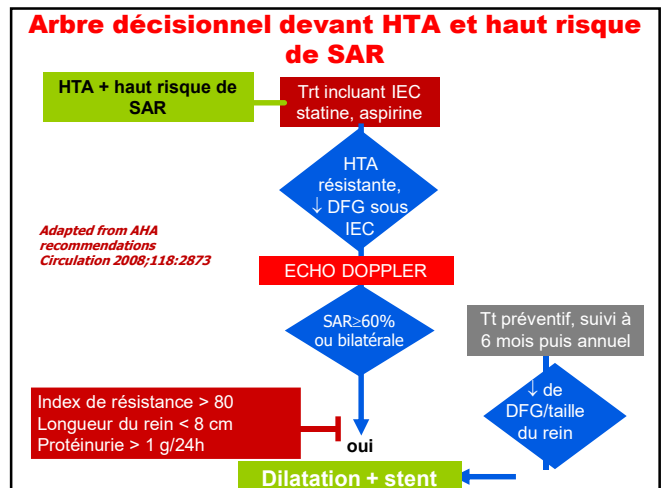 Arbre décisionnel devant HTA et haut risque
de SAR
HTA + haut risque de
SAR
Trt incluant IEC
statine, aspirine
HTA
résistante,
↓ DFG sous
IEC
Adapted from AHA
recommendations
Circulation 2008;118:2873
ECHO DOPPLER
SAR≥60%
ou bilatérale
Tt préventif, suivi à
6 mois puis annuel
Index de résistance > 80
Longueur du rein < 8 cm
Protéinurie > 1 g/24h
↓ de
DFG/taille
du rein
oui
Dilatation + stent